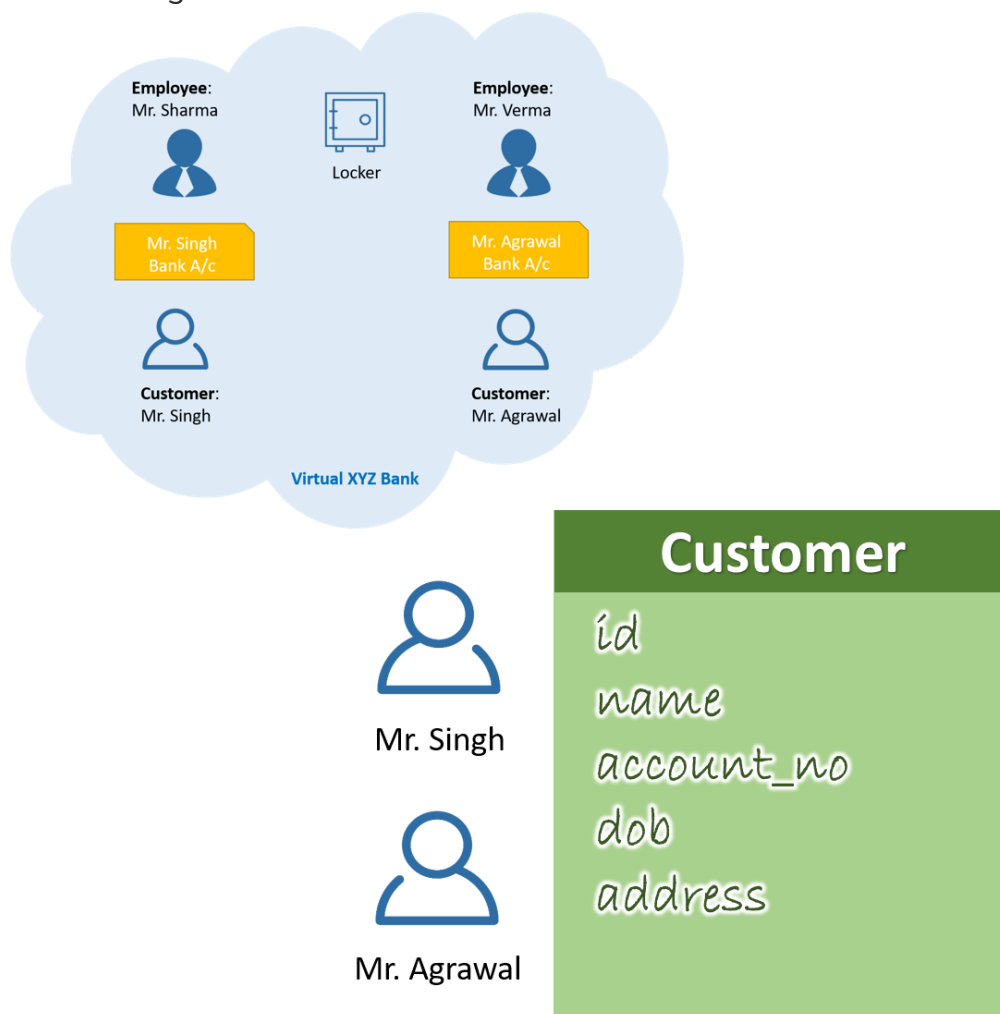 Employee:
Mr. Sharma
Employee:
Mr. Verma
Locker
Mr. Singh
Bank A/c
Mr. Agrawal
Bank A/c
Customer:
Mr. Singh
Customer:
Mr. Agrawal
Virtual XYZ Bank
Customer
id
name
account_no
dob
address
Mr. Singh
Mr. Agrawal